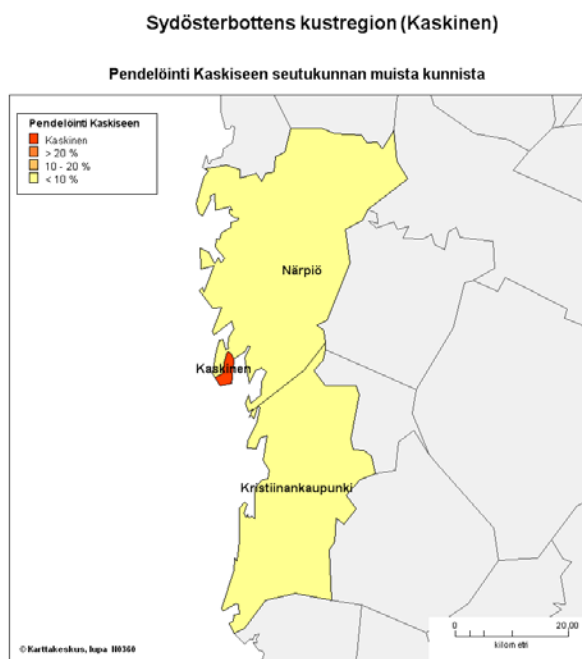 Sydösterbottens kustregion (Kaskinen)
Pendelöinti Kaskiseen seutukunnan muista kunnista
Pendelöinti Kaskiseen
Kaskinen
> 20 %
10 - 20 %
< 10 %
Närpiö
Kaskinen
Kristiinankaupunki
0 20,00
kilometri
© Karttakeskus, lupa